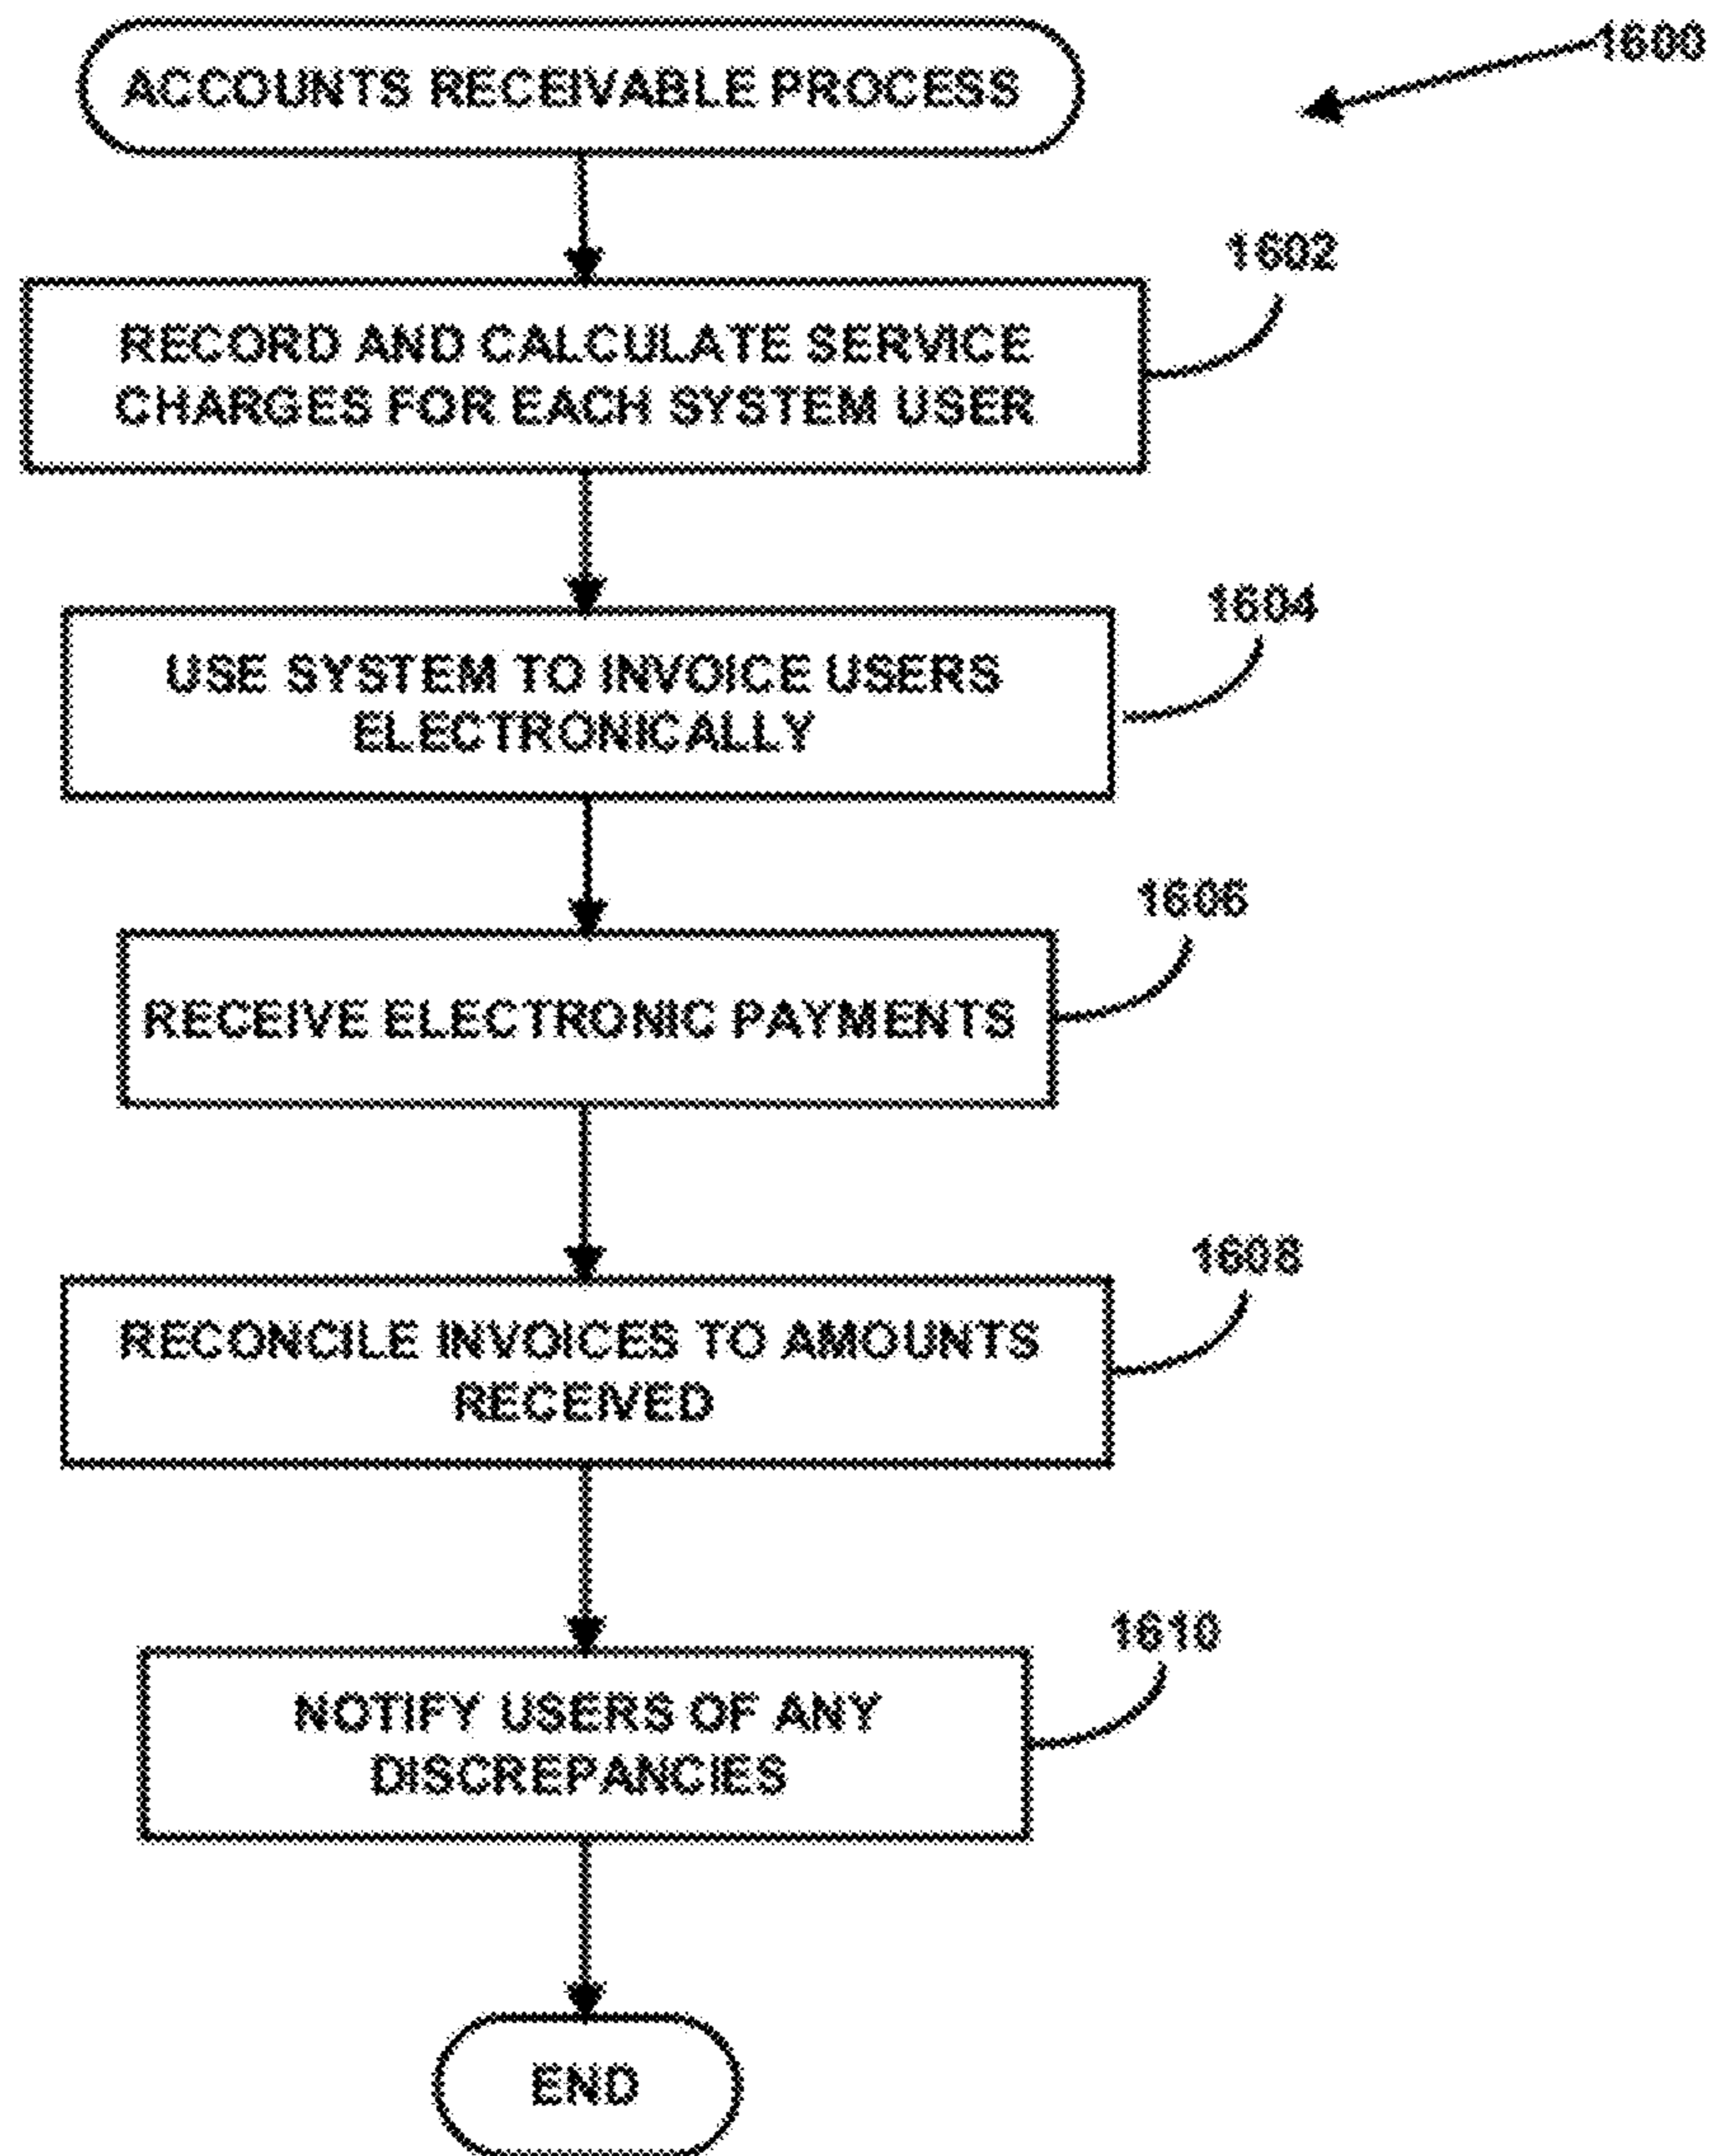 ACCOUNTS RECEIVABLE PROCESS
1600
1602
RECORD AND CALCULATE SERVICE
CHARGES FOR EACH SYSTEM USER
1604
USE SYSTEM TO INVOICE USERS
ELECTRONICALLY
1606
RECEIVE ELECTRONIC PAYMENTS
1608
RECONCILE INVOICES TO AMOUNTS
RECEIVED
1610
NOTIFY USERS OF ANY
DISCREPANCIES
END